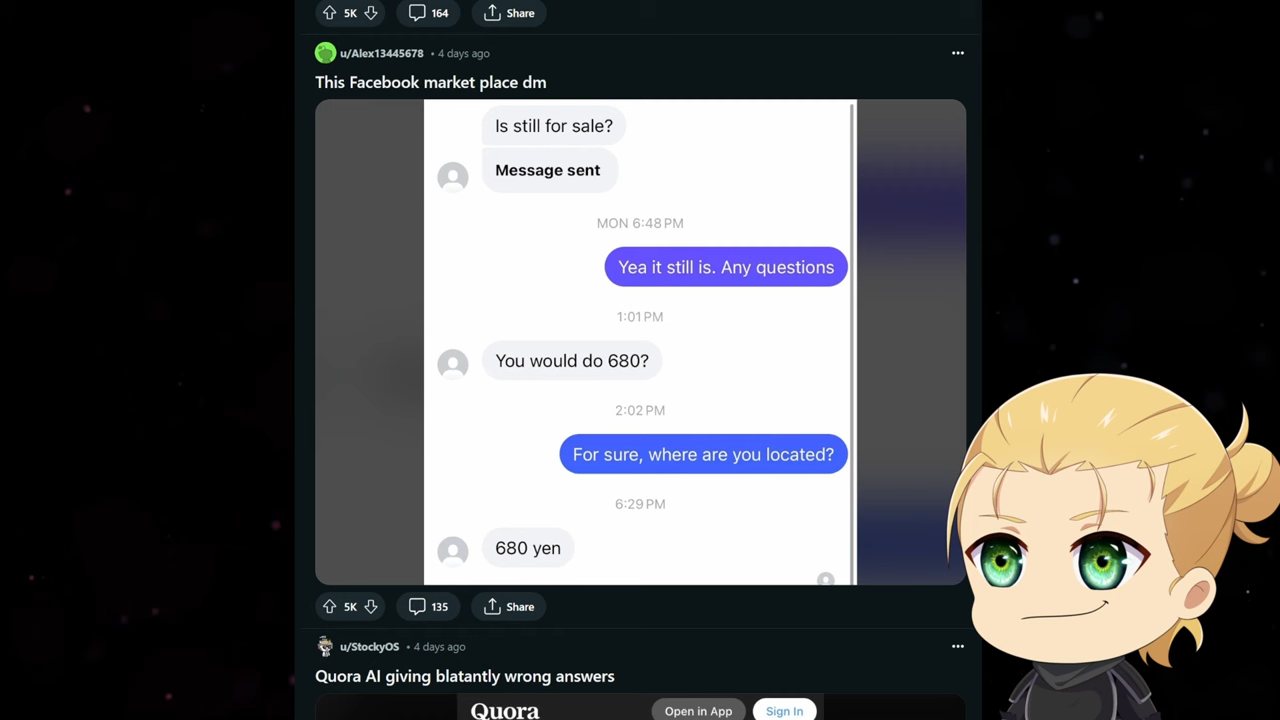 5K 164 Share
u/Alex13445678 • 4 days ago
This Facebook market place dm
Is still for sale?
Message sent
MON 6:48 PM
Yea it still is. Any questions
1:01 PM
You would do 680?
2:02 PM
For sure, where are you located?
6:29 PM
680 yen
5K 135 Share
u/StockyOS • 4 days ago
Quora AI giving blatantly wrong answers
Quora Open in App Sign In